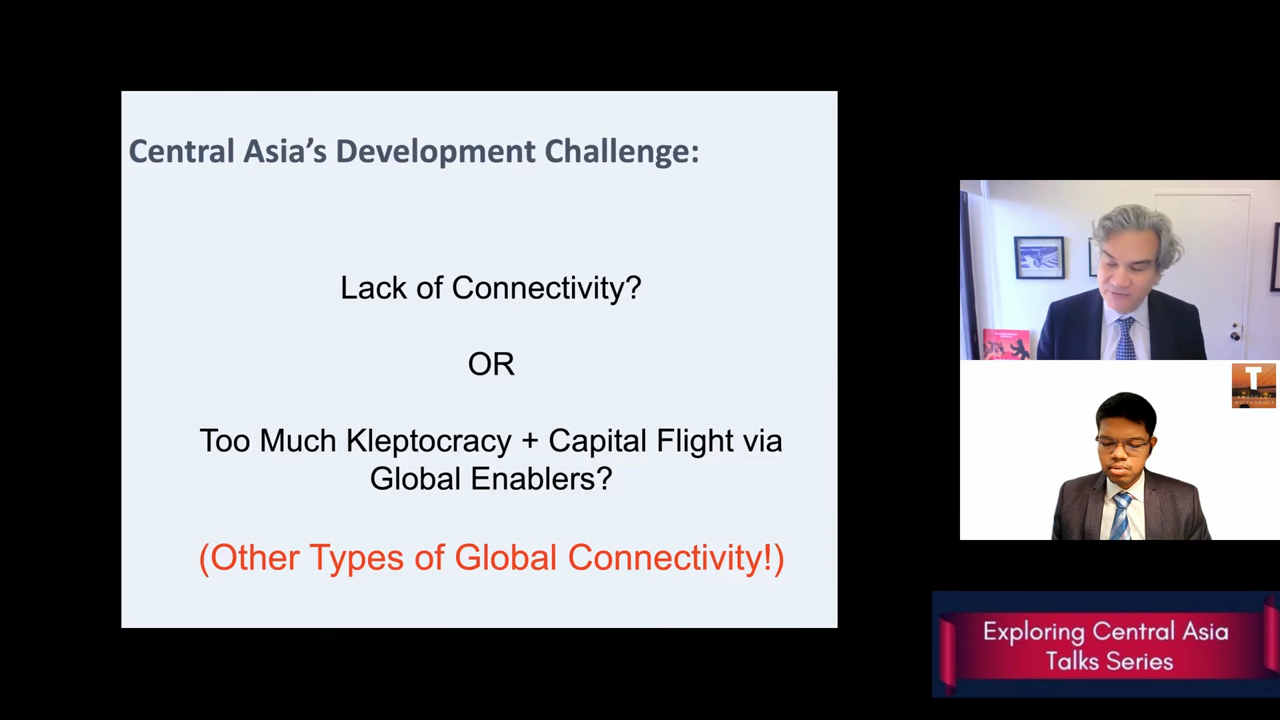 Central Asia's Development Challenge:
Lack of Connectivity?
OR
Too Much Kleptocracy + Capital Flight via
Global Enablers?
(Other Types of Global Connectivity!)
T
Exploring Central Asia
Talks Series